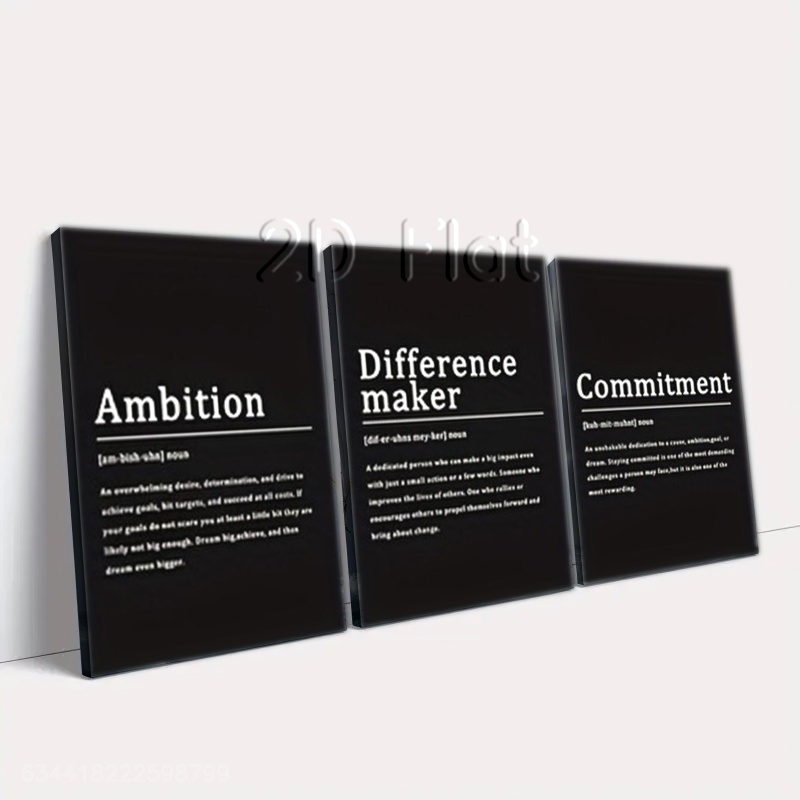 2D Flat
Ambition
[am-bish-uhn] noun
An overwhelming desire, determination, and drive to
achieve goals, hit targets, and succeed at all costs. If
your goals do not scare you at least a little bit they are
likely not big enough. Dream big,achieve, and then
dream even bigger.
Difference
maker
[dif-er-uhns mey-ker] noun
A dedicated person who can make a big impact even
with just a small action or a few words. Someone who
improves the lives of others. One who rallies or
encourages others to propel themselves forward and
bring about change.
Commitment
[kuh-mit-muhnt] noun
An unshakable dedication to a cause, ambition,goal, or
dream. Staying committed is one of the most demanding
challenges a person may face,but it is also one of the
most rewarding.
634418222598799